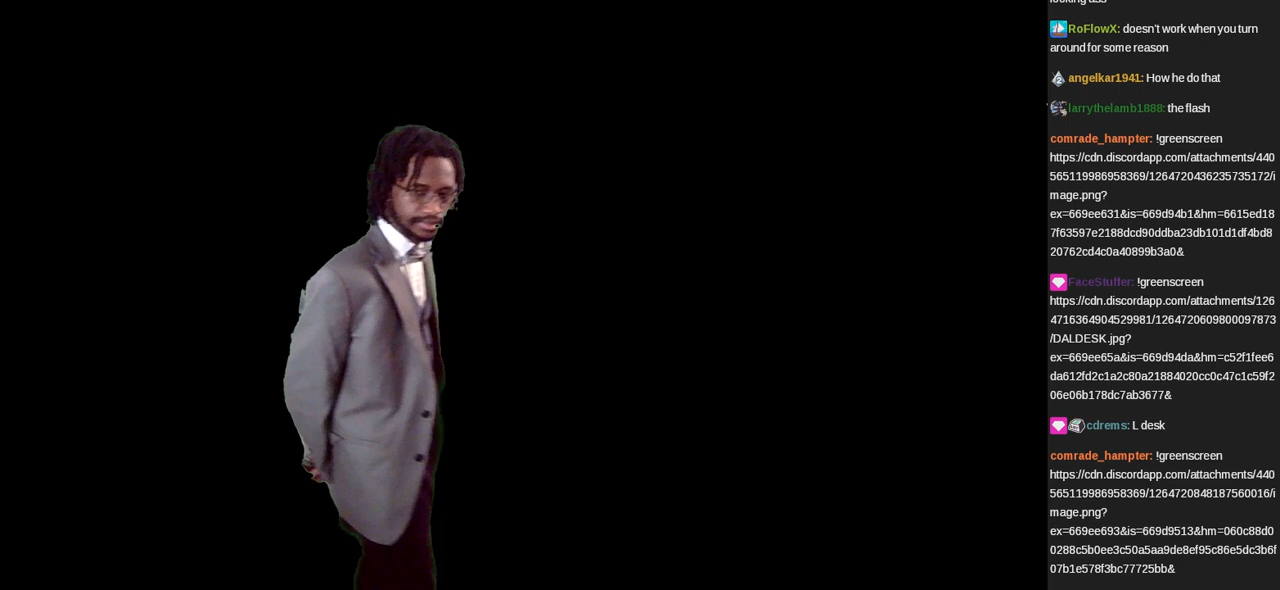 RoFlowX: doesn't work when you turn
around for some reason
angelkar1941: How he do that
larrythelamb1888: the flash
comrade_hampter: !greenscreen
https://cdn.discordapp.com/attachments/440
565119986958369/1264720436235735172/i
mage.png?
ex=669ee631&is=669d94b1&hm=6615ed18
7f63597e2188dcd90ddba23db101d1df4bd8
20762cd4c0a40899b3a0&
FaceStuffer: !greenscreen
https://cdn.discordapp.com/attachments/126
4716364904529981/1264720609800097873
/DALDESK.jpg?
ex=669ee65a&is=669d94da&hm=c52f1fee6
da612fd2c1a2c80a21884020cc0c47c1c59f2
06e06b178dc7ab3677&
cdrems: L desk
comrade_hampter: !greenscreen
https://cdn.discordapp.com/attachments/440
565119986958369/1264720848187560016/i
mage.png?
ex=669ee693&is=669d9513&hm=060c88d0
0288c5b0ee3c50a5aa9de8ef95c86e5dc3b6f
07b1e578f3bc77725bb&